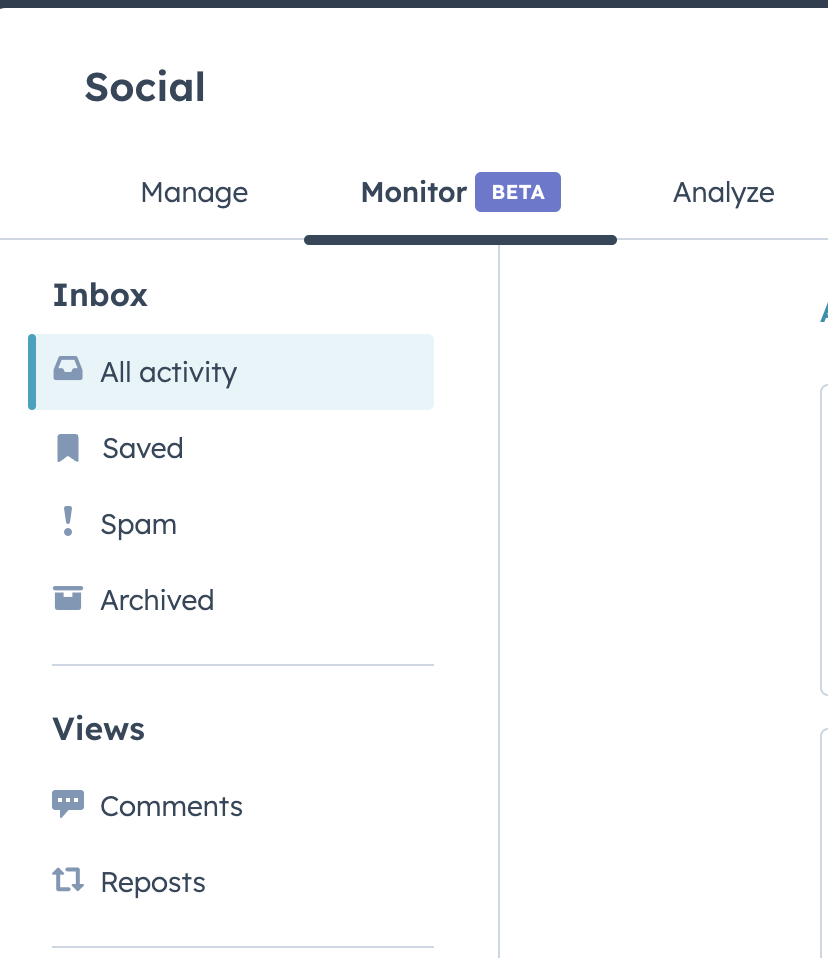 Social
Manage Monitor BETA Analyze
Inbox
All activity
Saved
Spam
Archived
Views
Comments
Reposts